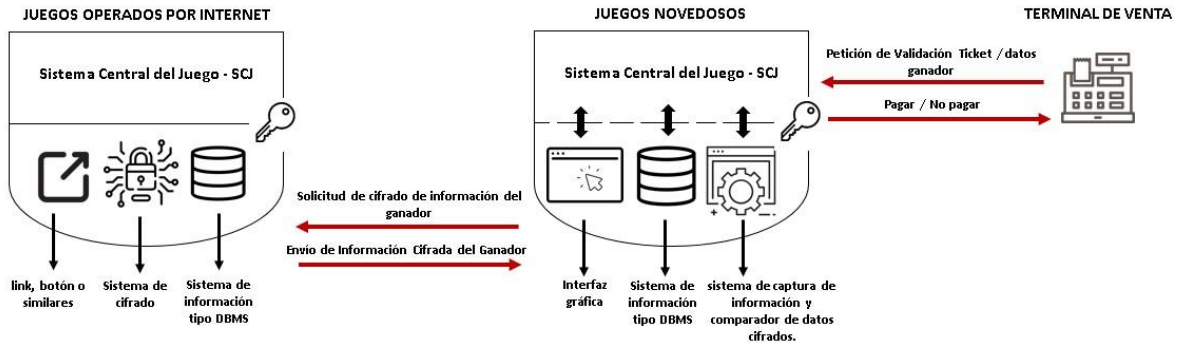 JUEGOS OPERADOS POR INTERNET
JUEGOS NOVEDOSOS
TERMINAL DE VENTA
Sistema Central del Juego - SCJ
Sistema Central del Juego - SCJ
Petición de Validación Ticket / datos
ganador
Pagar / No pagar
Solicitud de cifrado de información del
ganador
Envío de Información Cifrada del Ganador
link, botón o
similares
Sistema de
cifrado
Sistema de
información
tipo DBMS
Interfaz
gráfica
Sistema de
información
tipo DBMS
sistema de captura de
información y
comparador de datos
cifrados.